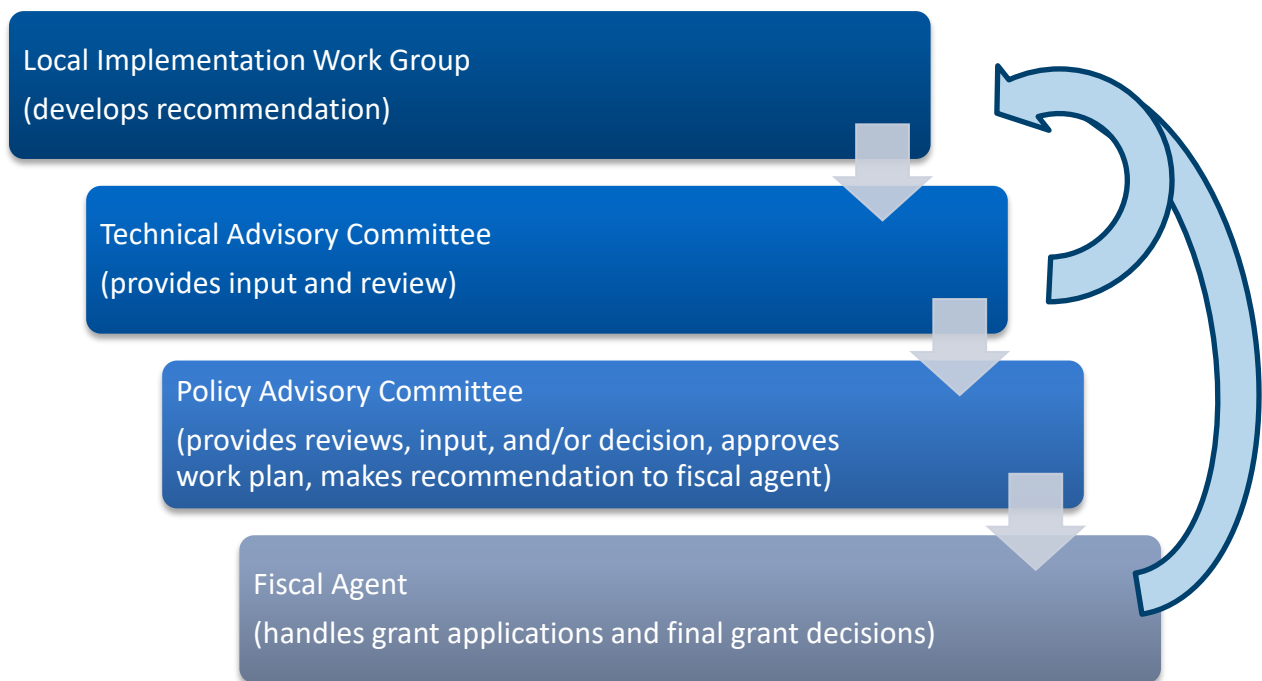 Local Implementation Work Group
(develops recommendation)
Technical Advisory Committee
(provides input and review)
Policy Advisory Committee
(provides reviews, input, and/or decision, approves
work plan, makes recommendation to fiscal agent)
Fiscal Agent
(handles grant applications and final grant decisions)